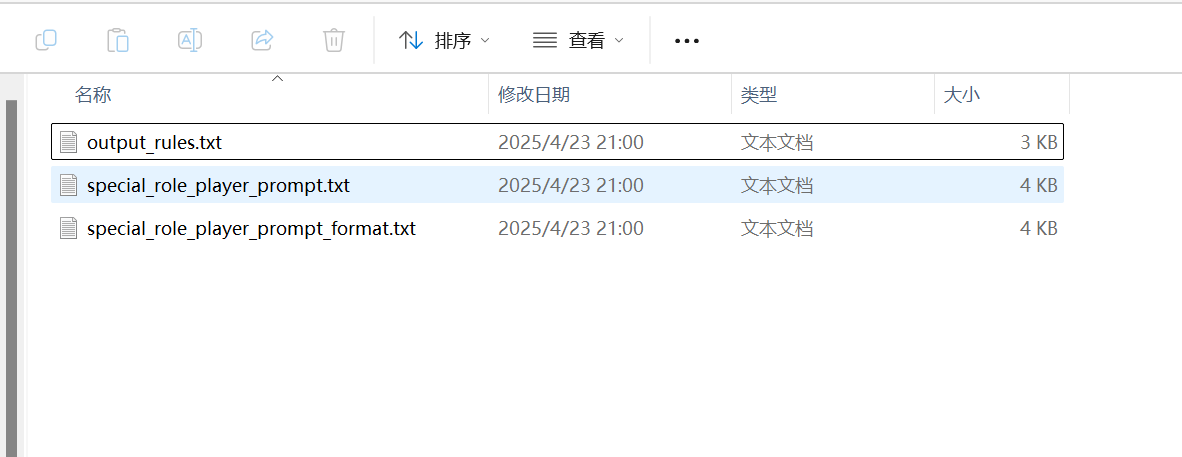 排序 查看
名称 修改日期 类型 大小
output_rules.txt 2025/4/23 21:00 文本文档 3 KB
special_role_player_prompt.txt 2025/4/23 21:00 文本文档 4 KB
special_role_player_prompt_format.txt 2025/4/23 21:00 文本文档 4 KB